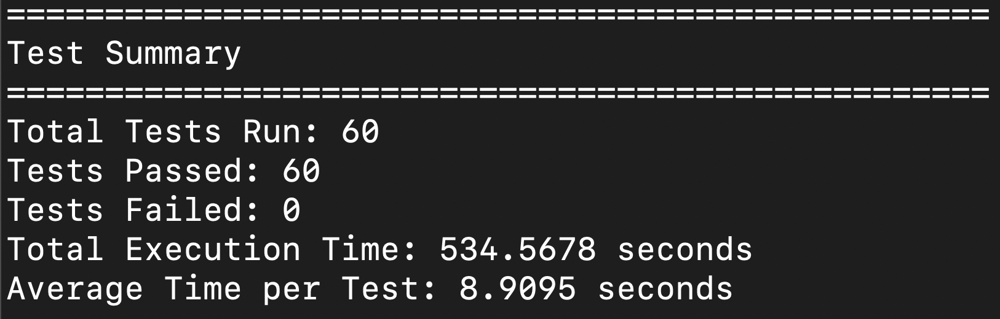 ==================================================
Test Summary
==================================================
Total Tests Run: 60
Tests Passed: 60
Tests Failed: 0
Total Execution Time: 534.5678 seconds
Average Time per Test: 8.9095 seconds